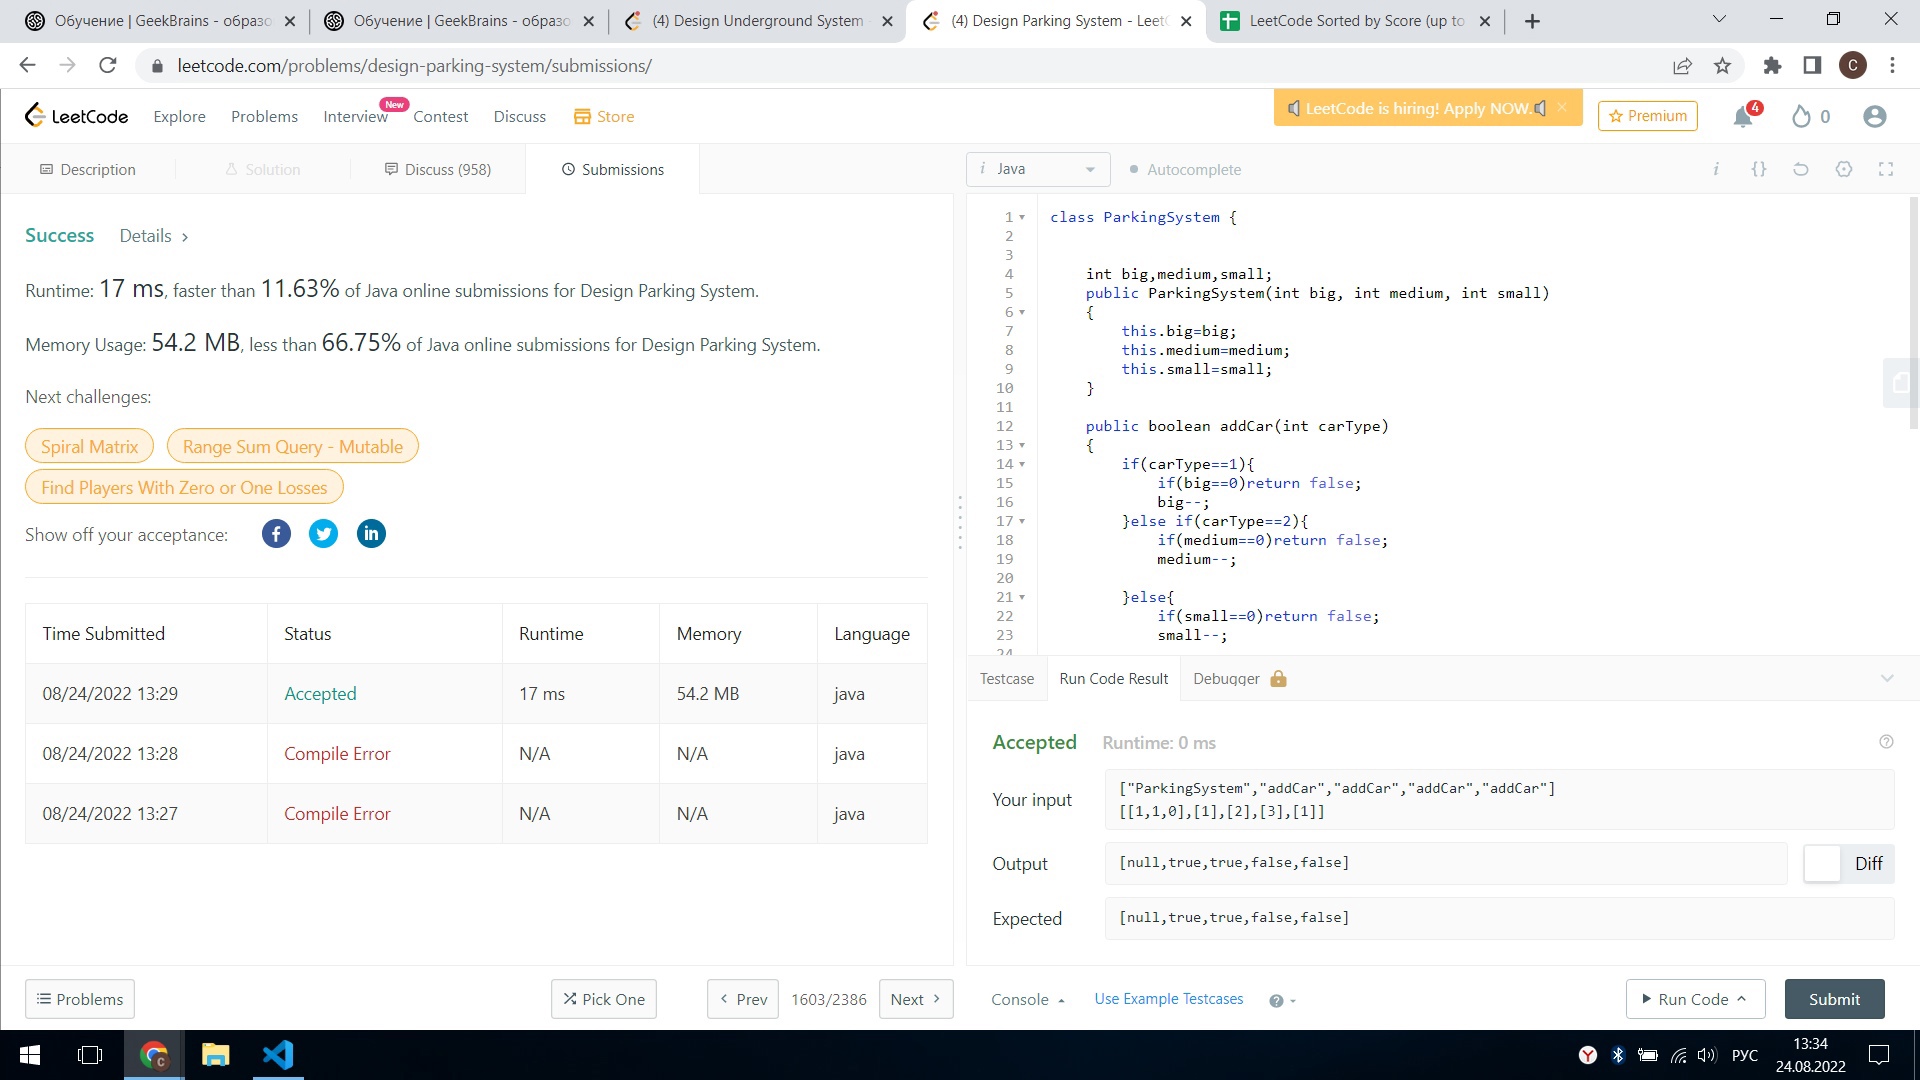 Обучение | GeekBrains - образо
Обучение | GeekBrains - образо
(4) Design Underground System -
(4) Design Parking System - LeetC
LeetCode Sorted by Score (up to
leetcode.com/problems/design-parking-system/submissions/
C
LeetCode
Explore
Problems
Interview
New
Contest
Discuss
Store
LeetCode is hiring! Apply NOW.
Premium
4
0
Description
Solution
Discuss (958)
Submissions
i Java
Autocomplete
Success
Details >
Runtime: 17 ms, faster than 11.63% of Java online submissions for Design Parking System.
Memory Usage: 54.2 MB, less than 66.75% of Java online submissions for Design Parking System.
Next challenges:
Spiral Matrix
Range Sum Query - Mutable
Find Players With Zero or One Losses
Show off your acceptance:
Time Submitted Status Runtime Memory Language
08/24/2022 13:29 Accepted 17 ms 54.2 MB java
08/24/2022 13:28 Compile Error N/A N/A java
08/24/2022 13:27 Compile Error N/A N/A java
Problems
Pick One
Prev
1603/2386
Next
1 class ParkingSystem {
2
3
4 int big,medium,small;
5 public ParkingSystem(int big, int medium, int small)
6 {
7 this.big=big;
8 this.medium=medium;
9 this.small=small;
10 }
11
12 public boolean addCar(int carType)
13 {
14 if(carType==1){
15 if(big==0)return false;
16 big--;
17 }else if(carType==2){
18 if(medium==0)return false;
19 medium--;
20
21 }else{
22 if(small==0)return false;
23 small--;
24
Testcase
Run Code Result
Debugger
Accepted
Runtime: 0 ms
Your input
["ParkingSystem","addCar","addCar","addCar","addCar"]
[[1,1,0],[1],[2],[3],[1]]
Output
[null,true,true,false,false]
Diff
Expected
[null,true,true,false,false]
Console
Use Example Testcases
Run Code
Submit
РУС
13:34
24.08.2022